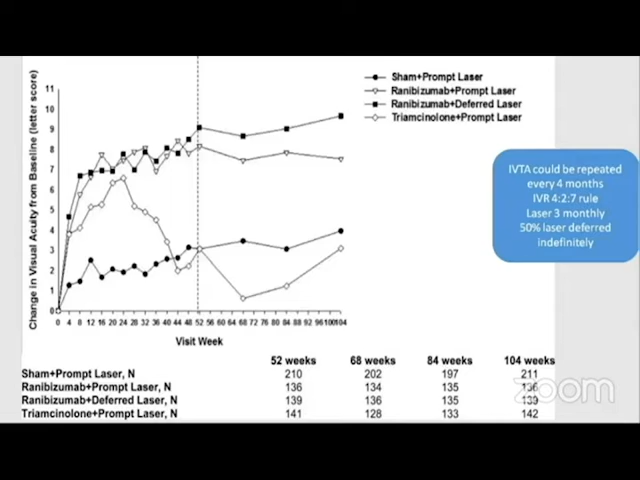 Change in Visual Acuity from Baseline (letter score)
11
10
9
8
7
6
5
4
3
2
1
0
0 4 8 12 16 20 24 28 32 36 40 44 48 52 56 60 64 68 72 76 80 84 88 92 96 100 104
Visit Week
Sham+Prompt Laser
Ranibizumab+Prompt Laser
Ranibizumab+Deferred Laser
Triamcinolone+Prompt Laser
IVTA could be repeated
every 4 months
IVR 4:2:7 rule
Laser 3 monthly
50% laser deferred
indefinitely
52 weeks 68 weeks 84 weeks 104 weeks
Sham+Prompt Laser, N 210 202 197 211
Ranibizumab+Prompt Laser, N 136 134 135 136
Ranibizumab+Deferred Laser, N 139 136 135 139
Triamcinolone+Prompt Laser, N 141 128 133 142
zoom